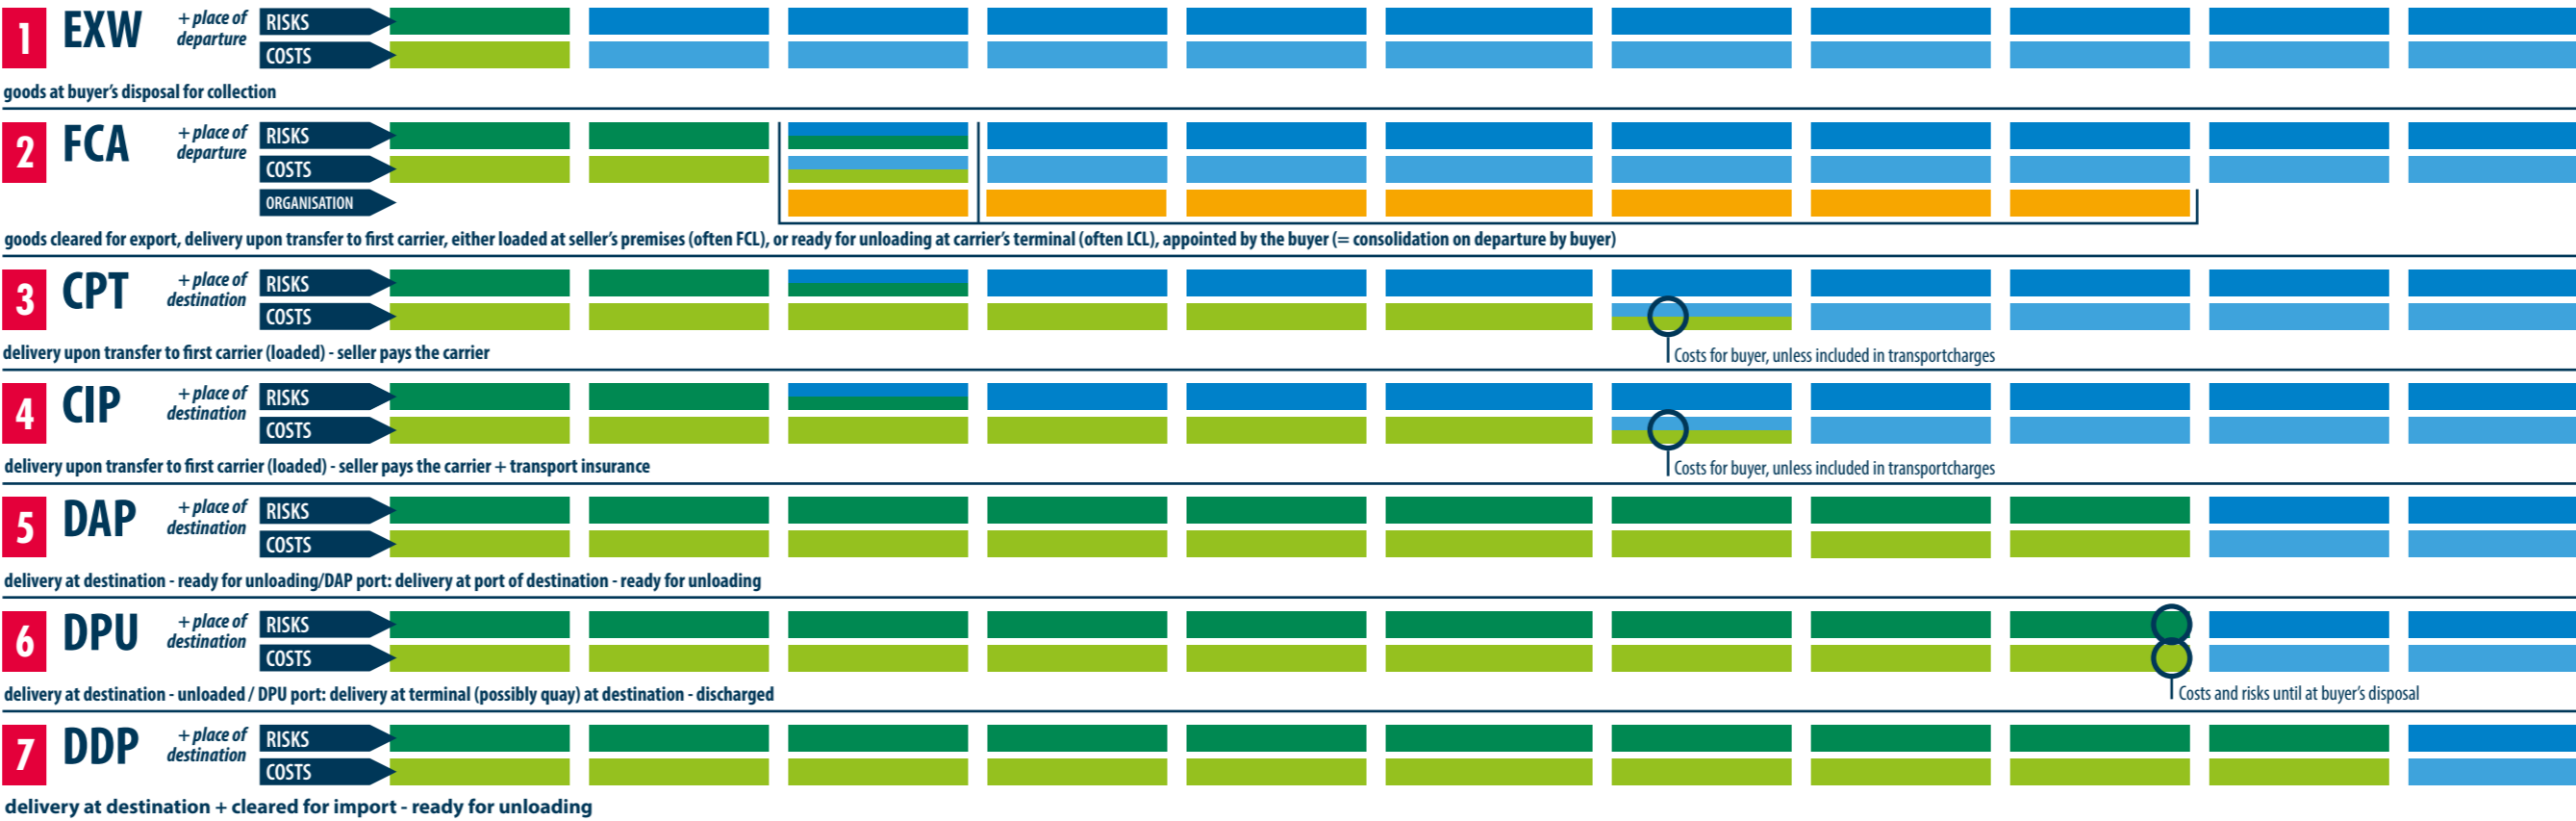 1 EXW + place of departure RISKS
COSTS
goods at buyer's disposal for collection
2 FCA + place of departure RISKS
COSTS
ORGANISATION
goods cleared for export, delivery upon transfer to first carrier, either loaded at seller's premises (often FCL), or ready for unloading at carrier's terminal (often LCL), appointed by the buyer (= consolidation on departure by buyer)
3 CPT + place of destination RISKS
COSTS
delivery upon transfer to first carrier (loaded) - seller pays the carrier
Costs for buyer, unless included in transportcharges
4 CIP + place of destination RISKS
COSTS
delivery upon transfer to first carrier (loaded) - seller pays the carrier + transport insurance
Costs for buyer, unless included in transportcharges
5 DAP + place of destination RISKS
COSTS
delivery at destination - ready for unloading/DAP port: delivery at port of destination - ready for unloading
6 DPU + place of destination RISKS
COSTS
delivery at destination - unloaded / DPU port: delivery at terminal (possibly quay) at destination - discharged
Costs and risks until at buyer's disposal
7 DDP + place of destination RISKS
COSTS
delivery at destination + cleared for import - ready for unloading